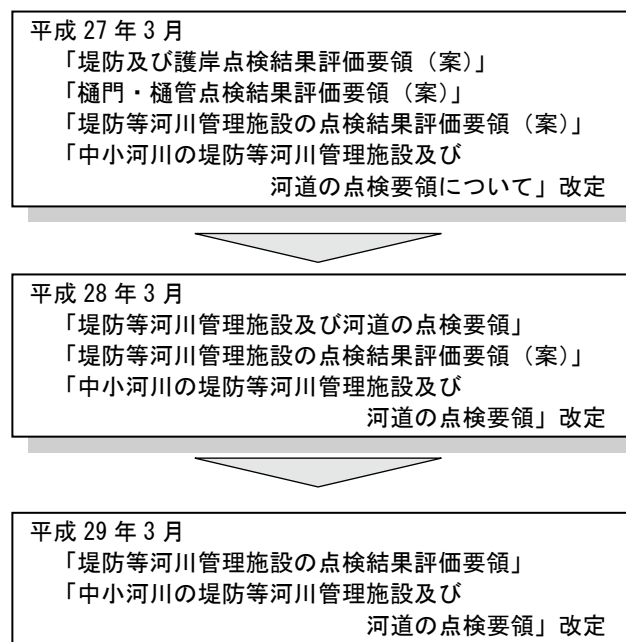 平成 27 年 3 月
「堤防及び護岸点検結果評価要領（案）」
「樋門・樋管点検結果評価要領（案）」
「堤防等河川管理施設の点検結果評価要領（案）」
「中小河川の堤防等河川管理施設及び
河道の点検要領について」改定
平成 28 年 3 月
「堤防等河川管理施設及び河道の点検要領」
「堤防等河川管理施設の点検結果評価要領（案）」
「中小河川の堤防等河川管理施設及び
河道の点検要領」改定
平成 29 年 3 月
「堤防等河川管理施設の点検結果評価要領」
「中小河川の堤防等河川管理施設及び
河道の点検要領」改定